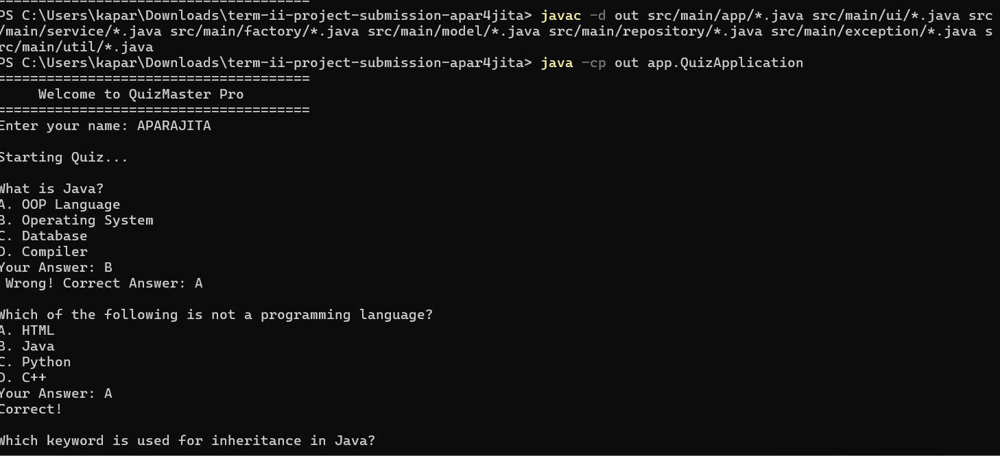 =======================================
PS C:\Users\kapar\Downloads\term-ii-project-submission-apar4jita> javac -d out src/main/app/*.java src/main/ui/*.java src
/main/service/*.java src/main/factory/*.java src/main/model/*.java src/main/repository/*.java src/main/exception/*.java s
rc/main/util/*.java
PS C:\Users\kapar\Downloads\term-ii-project-submission-apar4jita> java -cp out app.QuizApplication
======================================
Welcome to QuizMaster Pro
======================================
Enter your name: APARAJITA
Starting Quiz...
What is Java?
A. OOP Language
B. Operating System
C. Database
D. Compiler
Your Answer: B
Wrong! Correct Answer: A
Which of the following is not a programming language?
A. HTML
B. Java
C. Python
D. C++
Your Answer: A
Correct!
Which keyword is used for inheritance in Java?